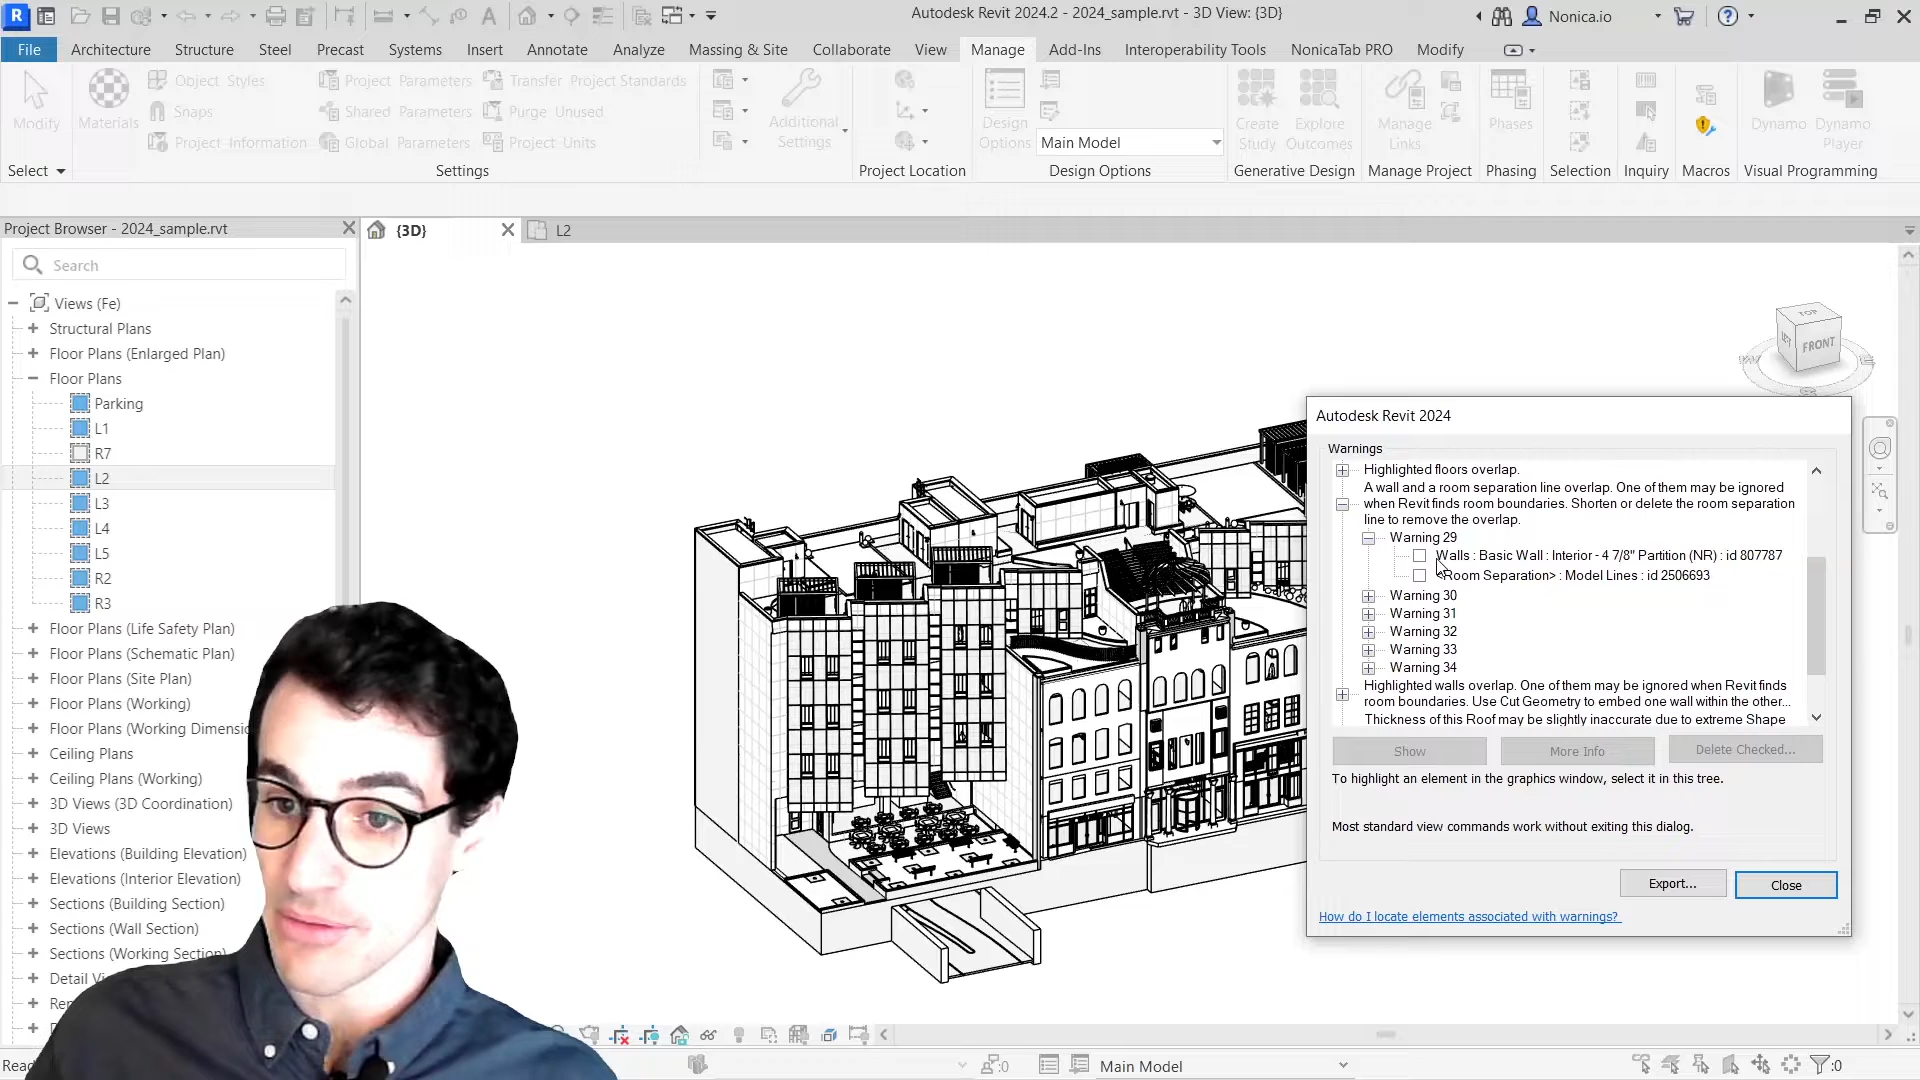 R
A
Autodesk Revit 2024.2 - 2024_sample.rvt - 3D View: {3D}
Nonica.io
?
File
Architecture
Structure
Steel
Precast
Systems
Insert
Annotate
Analyze
Massing & Site
Collaborate
View
Manage
Add-Ins
Interoperability Tools
NonicaTab PRO
Modify
Modify
Materials
Object Styles
Snaps
Project Information
Project Parameters
Shared Parameters
Global Parameters
Transfer Project Standards
Purge Unused
Project Units
Additional
Settings
Design
Options
Main Model
Create
Study
Explore
Outcomes
Manage
Links
Phases
Dynamo
Dynamo
Player
Select
Settings
Project Location
Design Options
Generative Design
Manage Project
Phasing
Selection
Inquiry
Macros
Visual Programming
Project Browser - 2024_sample.rvt
{3D}
L2
Search
Views (Fe)
Structural Plans
Floor Plans (Enlarged Plan)
Floor Plans
Parking
L1
R7
L2
L3
L4
L5
R2
R3
Floor Plans (Life Safety Plan)
Floor Plans (Schematic Plan)
Floor Plans (Site Plan)
Floor Plans (Working)
Floor Plans (Working Dimensio
Ceiling Plans
Ceiling Plans (Working)
3D Views (3D Coordination)
3D Views
Elevations (Building Elevation)
Elevations (Interior Elevation)
Sections (Building Section)
Sections (Wall Section)
Sections (Working Section)
Detail Vi
Re
TOP
FRONT
Autodesk Revit 2024
Warnings
Highlighted floors overlap.
A wall and a room separation line overlap. One of them may be ignored
when Revit finds room boundaries. Shorten or delete the room separation
line to remove the overlap.
Warning 29
Walls : Basic Wall : Interior - 4 7/8" Partition (NR) : id 807787
<Room Separation> : Model Lines : id 2506693
Warning 30
Warning 31
Warning 32
Warning 33
Warning 34
Highlighted walls overlap. One of them may be ignored when Revit finds
room boundaries. Use Cut Geometry to embed one wall within the other...
Thickness of this Roof may be slightly inaccurate due to extreme Shape
Show
More Info
Delete Checked...
To highlight an element in the graphics window, select it in this tree.
Most standard view commands work without exiting this dialog.
Export...
Close
How do I locate elements associated with warnings?
Rea
:0
Main Model
:0